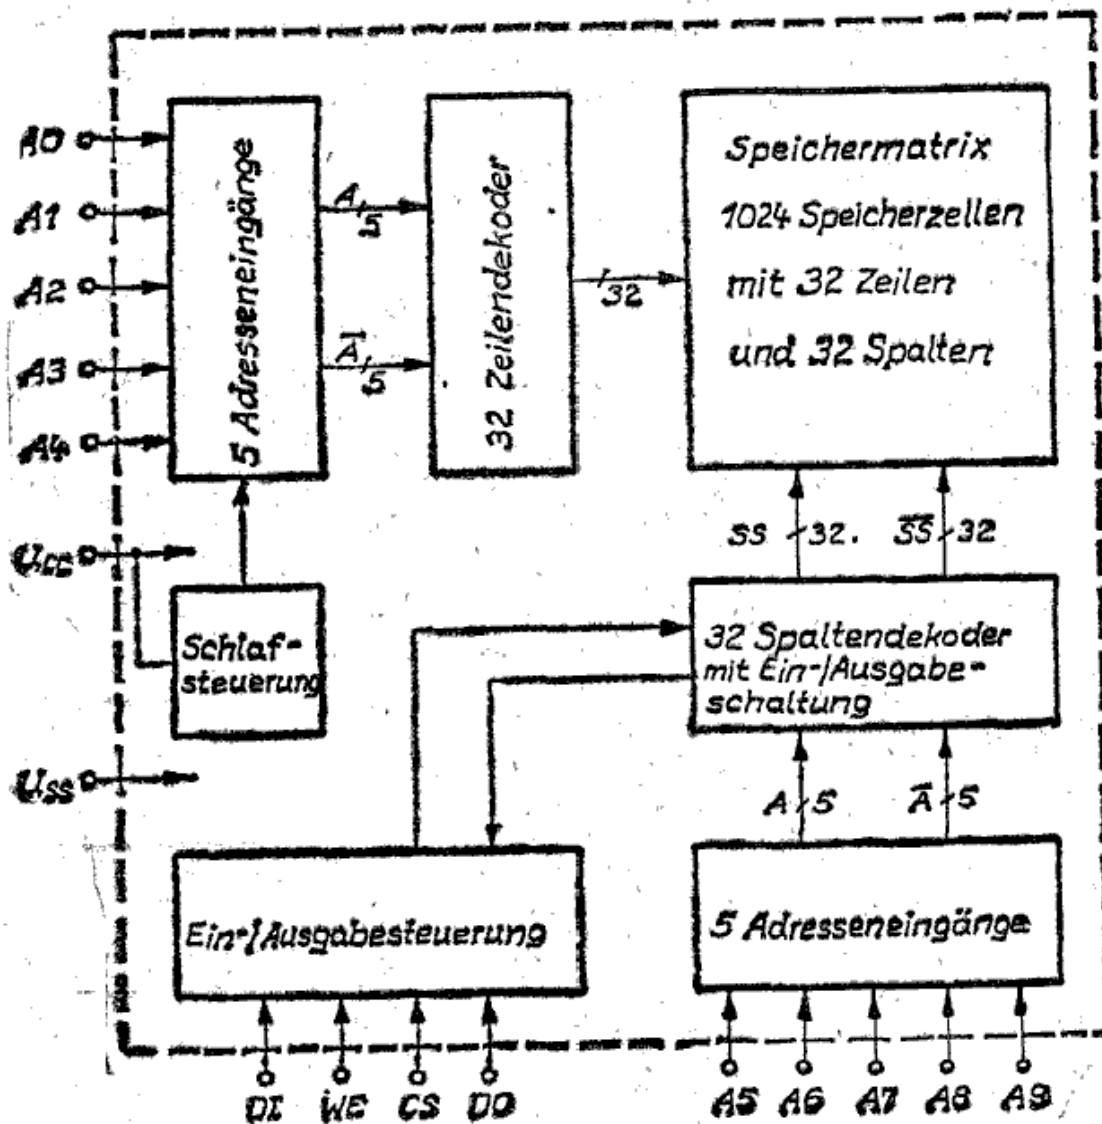 A0
A1
A2
A3
A4
5 Adresseneingänge
A 5
A̅ 5
32 Zeilendekoder
32
Speichermatrix
1024 Speicherzellen
mit 32 Zeilen
und 32 Spalten
SS 32.
S̅S̅ 32
UCC
Schlaf-
steuerung
USS
32 Spaltendekoder
mit Ein-/Ausgabe-
schaltung
A 5
A̅ 5
Ein-/Ausgabesteuerung
5 Adresseneingänge
DI
WE
CS
DO
A5
A6
A7
A8
A9